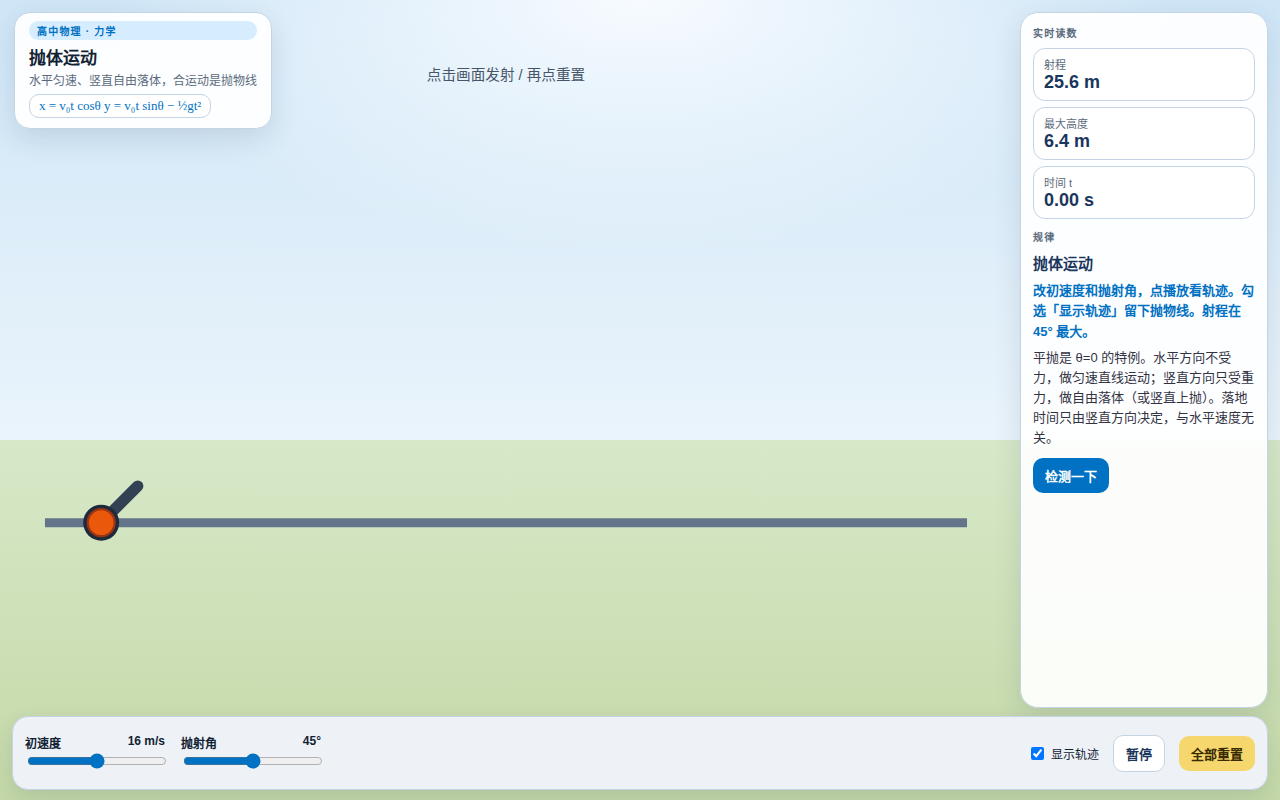 高中物理 · 力学
抛体运动
水平匀速、竖直自由落体，合运动是抛物线
x = v₀t cosθ y = v₀t sinθ − ½gt²
点击画面发射 / 再点重置
实时读数
射程
25.6 m
最大高度
6.4 m
时间 t
0.00 s
规律
抛体运动
改初速度和抛射角，点播放看轨迹。勾
选「显示轨迹」留下抛物线。射程在
45° 最大。
平抛是 θ=0 的特例。水平方向不受
力，做匀速直线运动；竖直方向只受重
力，做自由落体（或竖直上抛）。落地
时间只由竖直方向决定，与水平速度无
关。
检测一下
初速度 16 m/s 抛射角 45°
显示轨迹 暂停 全部重置